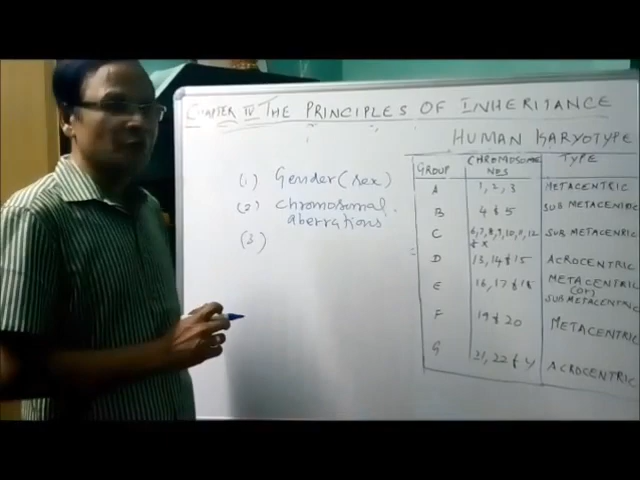 CHAPTER IV THE PRINCIPLES OF INHERITANCE
HUMAN KARYOTYPE
(1) Gender (sex)
(2) chromosomal
aberrations
(3)
GROUP CHROMOSOME NOS TYPE
A 1, 2, 3 METACENTRIC
B 4 & 5 SUB METACENTRIC
C 6, 7, 8, 9, 10, 11, 12 & X SUB METACENRIC
D 13, 14 & 15 ACROCENTRIC
E 16, 17 & 18 METACENTRIC (OR) SUB METACENTRIC
F 19 & 20 METACENTRIC
G 21, 22 & Y ACROCENTRIC